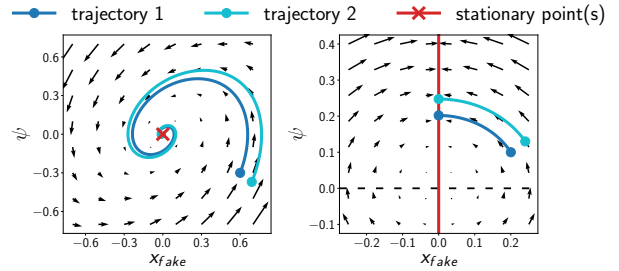 trajectory 1 trajectory 2 stationary point(s)
0.6
0.3
0.0
−0.3
−0.6
ψ
−0.6 −0.3 0.0 0.3 0.6
x_fake
0.4
0.3
0.2
0.1
0.0
−0.1
ψ
−0.2 −0.1 0.0 0.1 0.2
x_fake